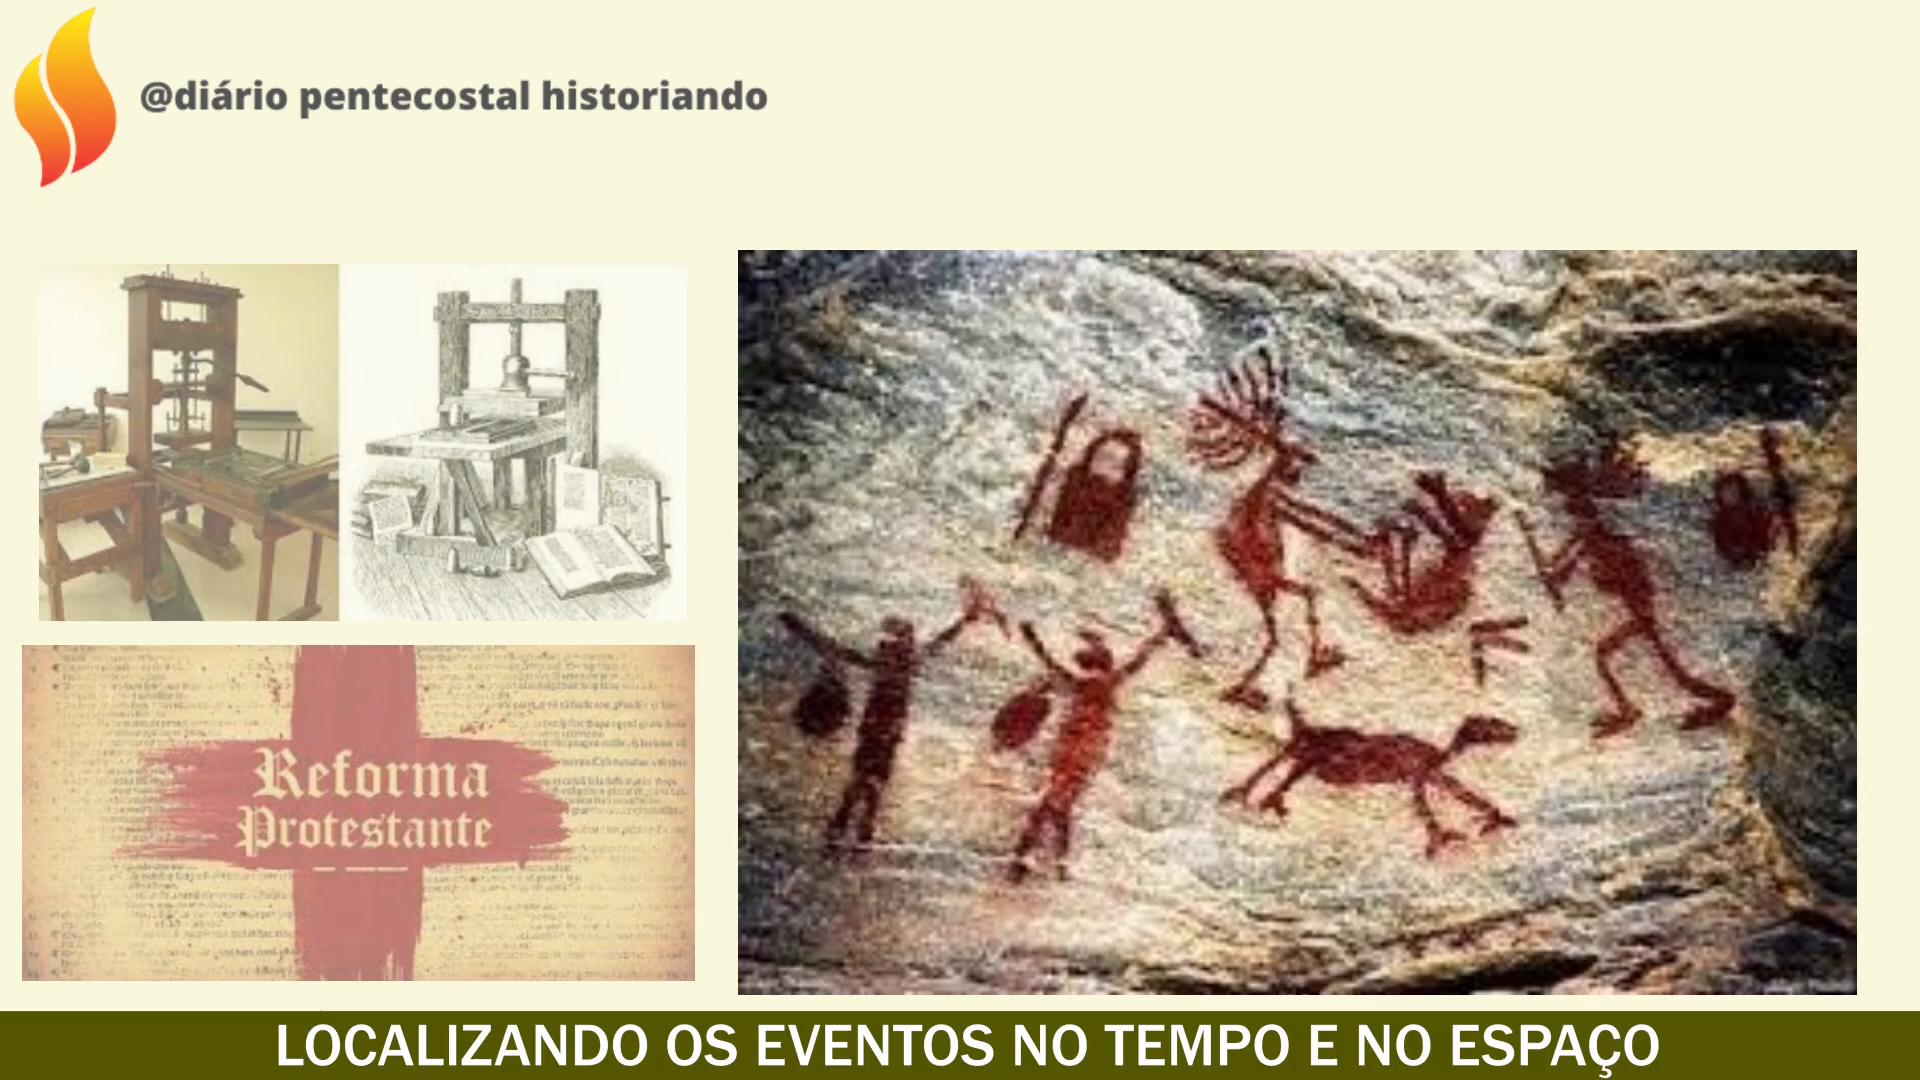 @diário pentecostal historiando
Reforma
Protestante
LOCALIZANDO OS EVENTOS NO TEMPO E NO ESPAÇO